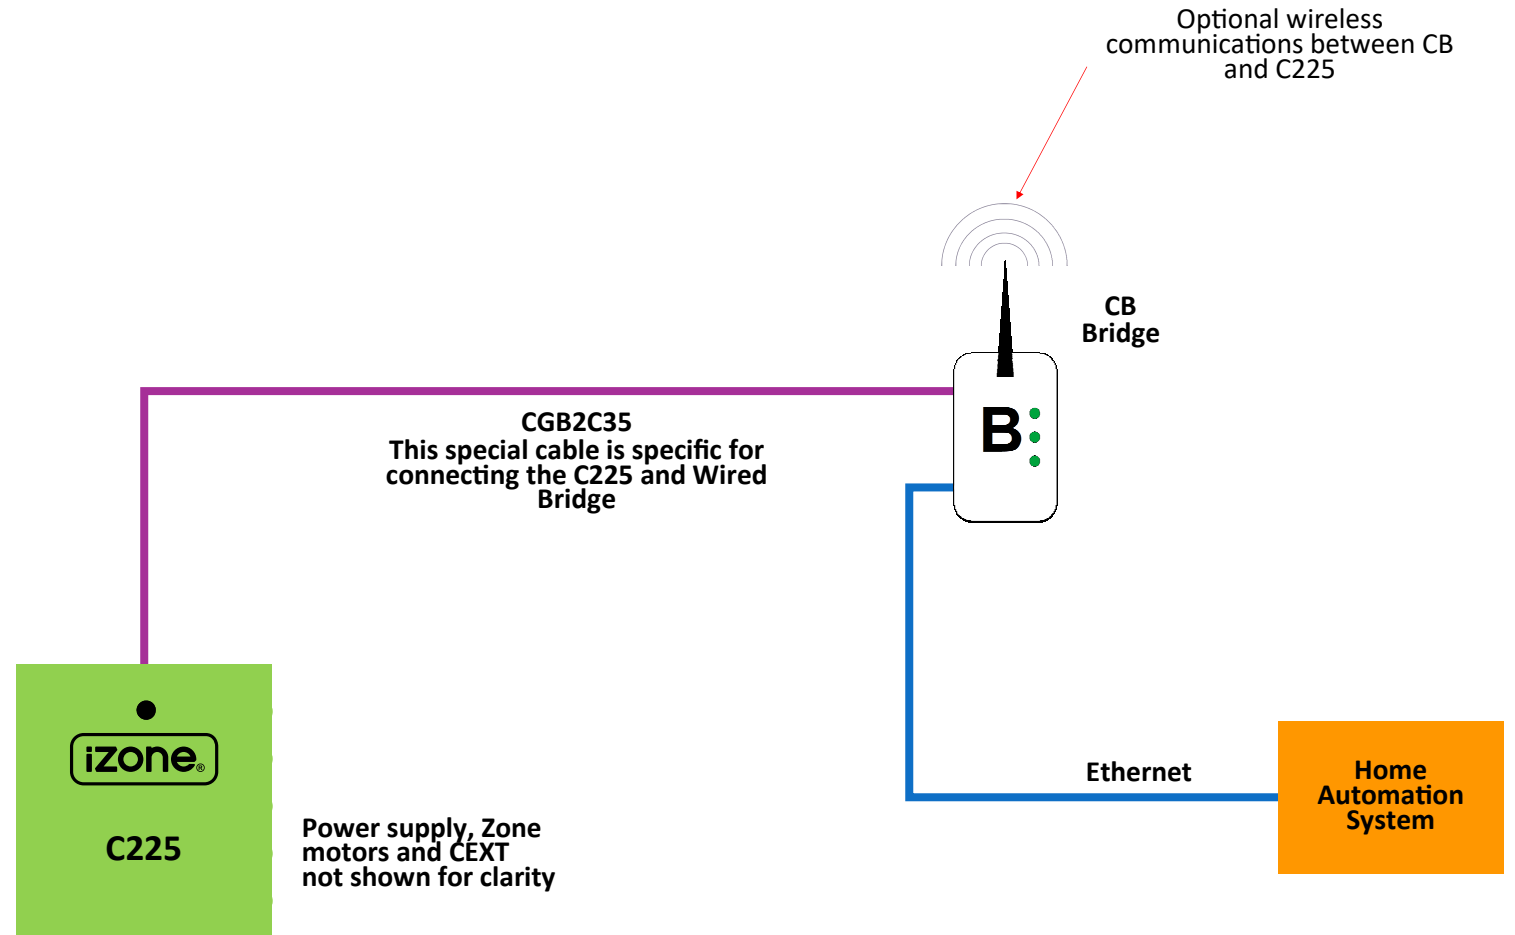 Optional wireless
communications between CB
and C225
CB
Bridge
B
CGB2C35
This special cable is specific for
connecting the C225 and Wired
Bridge
izone®
C225
Power supply, Zone
motors and CEXT
not shown for clarity
Ethernet
Home
Automation
System